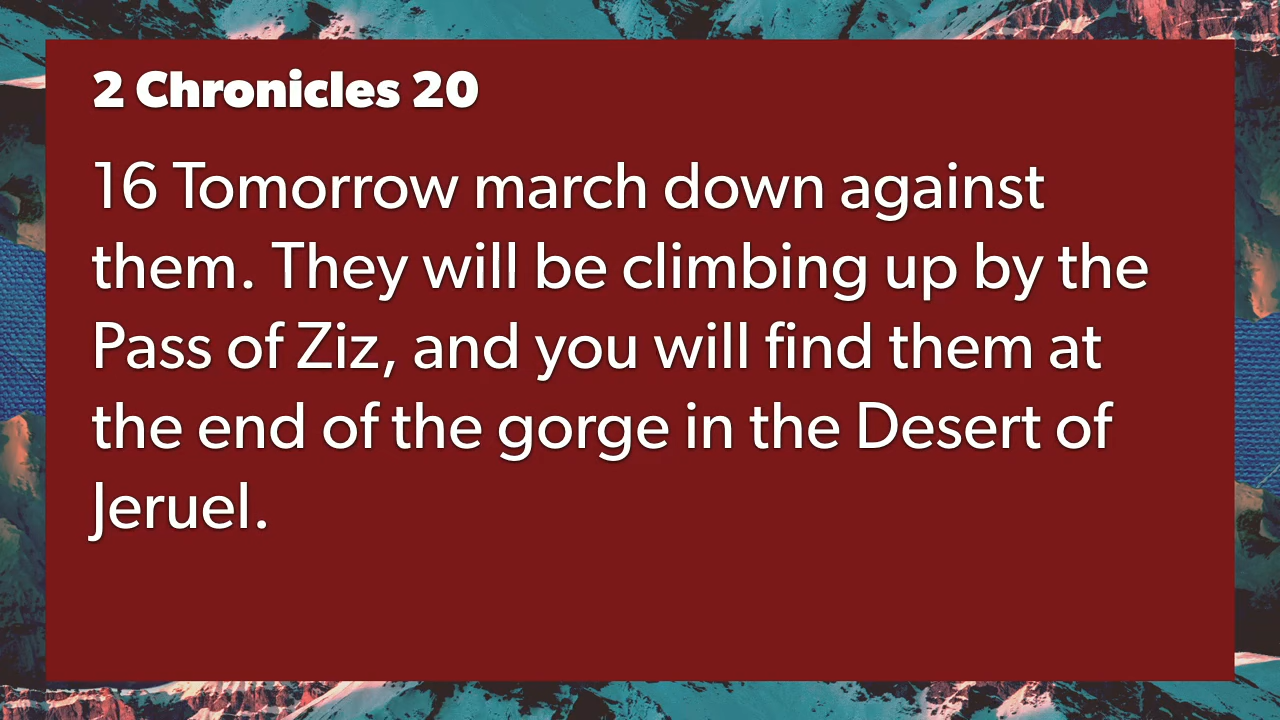 2 Chronicles 20
16 Tomorrow march down against
them. They will be climbing up by the
Pass of Ziz, and you will find them at
the end of the gorge in the Desert of
Jeruel.